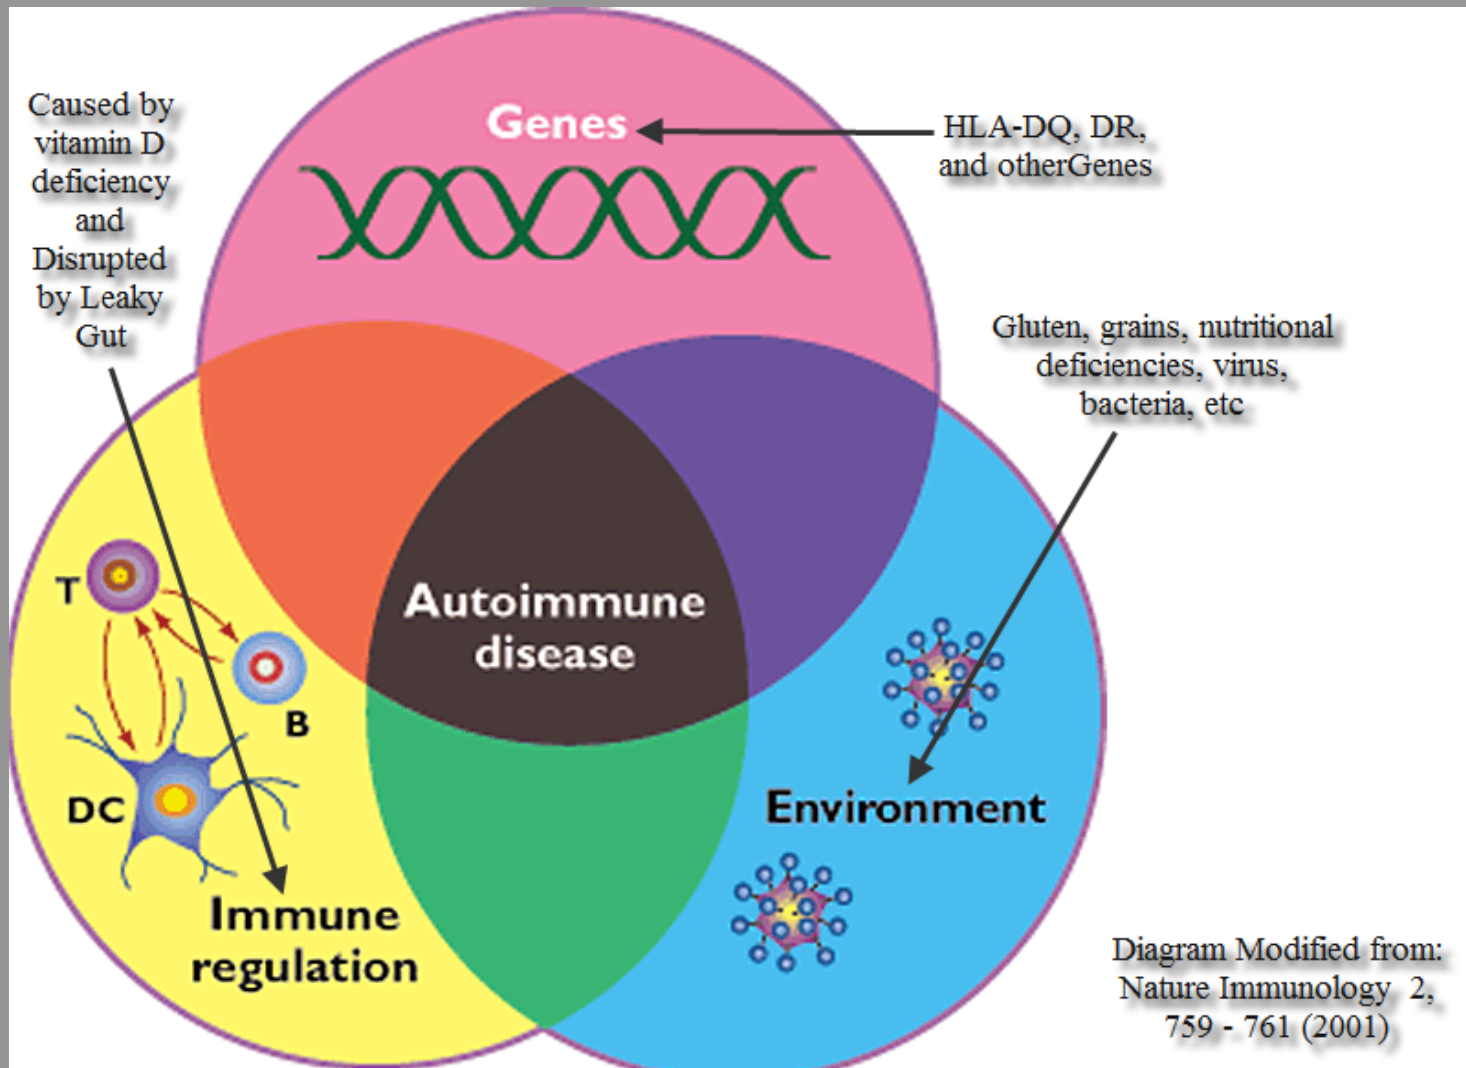 Caused by
vitamin D
deficiency
and
Disrupted
by Leaky
Gut
Genes
HLA-DQ, DR,
and otherGenes
Gluten, grains, nutritional
deficiencies, virus,
bacteria, etc
T
B
DC
Autoimmune
disease
Immune
regulation
Environment
Diagram Modified from:
Nature Immunology 2,
759 - 761 (2001)